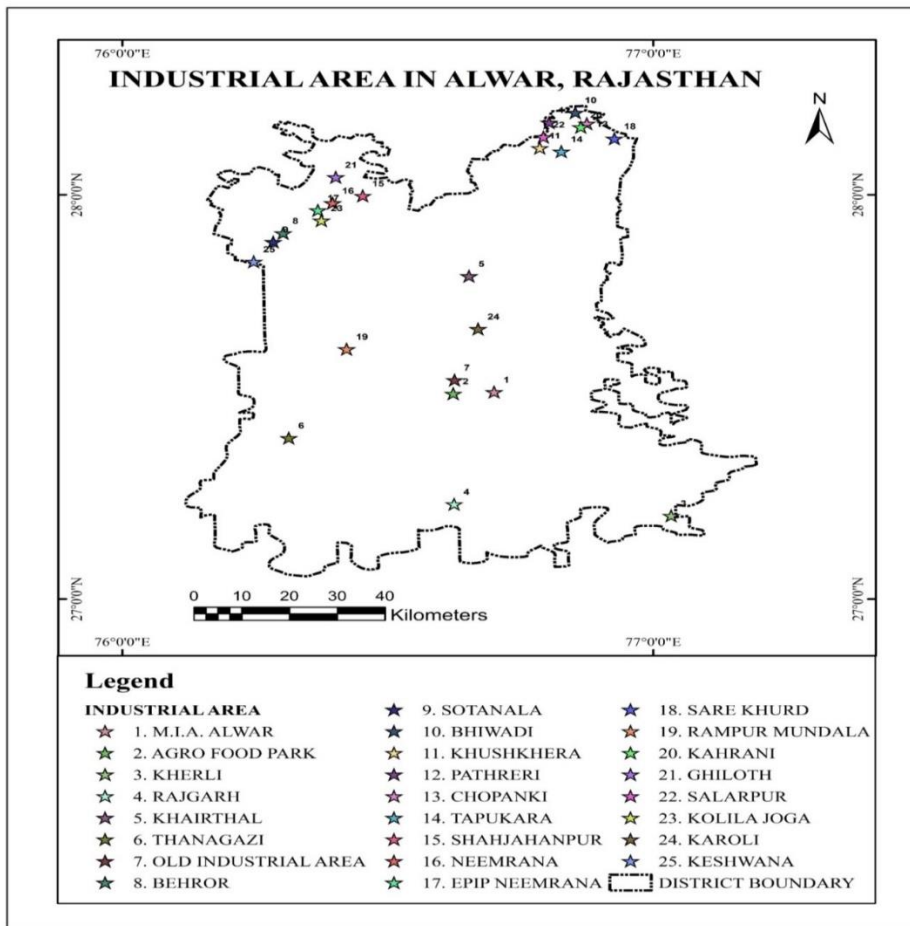 76°0'0"E 77°0'0"E
INDUSTRIAL AREA IN ALWAR, RAJASTHAN
N
10
18
22
11
14
21
28°0'0"N 28°0'0"N
16
15
8
25
5
24
19
7
2
1
6
4
3
27°0'0"N 27°0'0"N
0 10 20 30 40
Kilometers
76°0'0"E 77°0'0"E
Legend
INDUSTRIAL AREA
1. M.I.A. ALWAR
2. AGRO FOOD PARK
3. KHERLI
4. RAJGARH
5. KHAIRTHAL
6. THANAGAZI
7. OLD INDUSTRIAL AREA
8. BEHROR
9. SOTANALA
10. BHIWADI
11. KHUSHKHERA
12. PATHRERI
13. CHOPANKI
14. TAPUKARA
15. SHAHJAHANPUR
16. NEEMRANA
17. EPIP NEEMRANA
18. SARE KHURD
19. RAMPUR MUNDALA
20. KAHRANI
21. GHILOTH
22. SALARPUR
23. KOLILA JOGA
24. KAROLI
25. KESHWANA
DISTRICT BOUNDARY